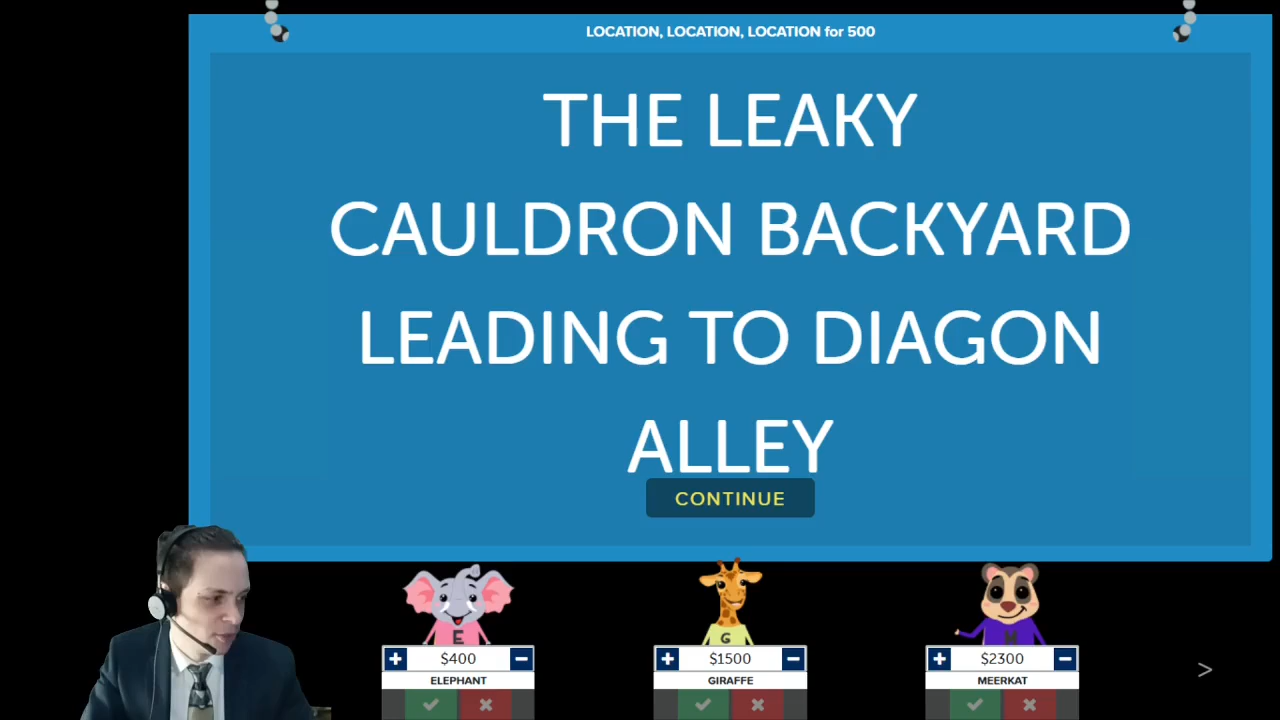 LOCATION, LOCATION, LOCATION for 500
THE LEAKY
CAULDRON BACKYARD
LEADING TO DIAGON
ALLEY
CONTINUE
E
G
M
+ $400 −
+ $1500 −
+ $2300 −
ELEPHANT
GIRAFFE
MEERKAT
>